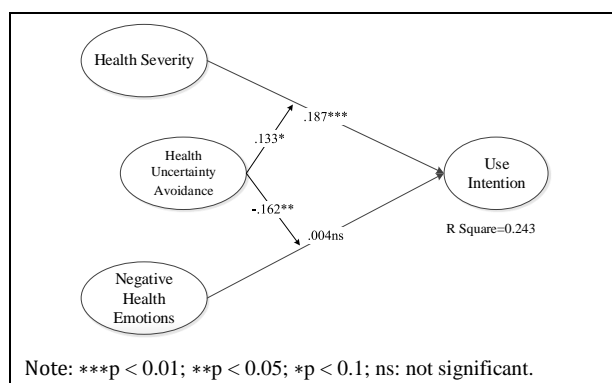 Health Severity
.187***
.133*
Health
Uncertainty
Avoidance
Use
Intention
-.162**
R Square=0.243
.004ns
Negative
Health
Emotions
Note: ∗∗∗p < 0.01; ∗∗p < 0.05; ∗p < 0.1; ns: not significant.